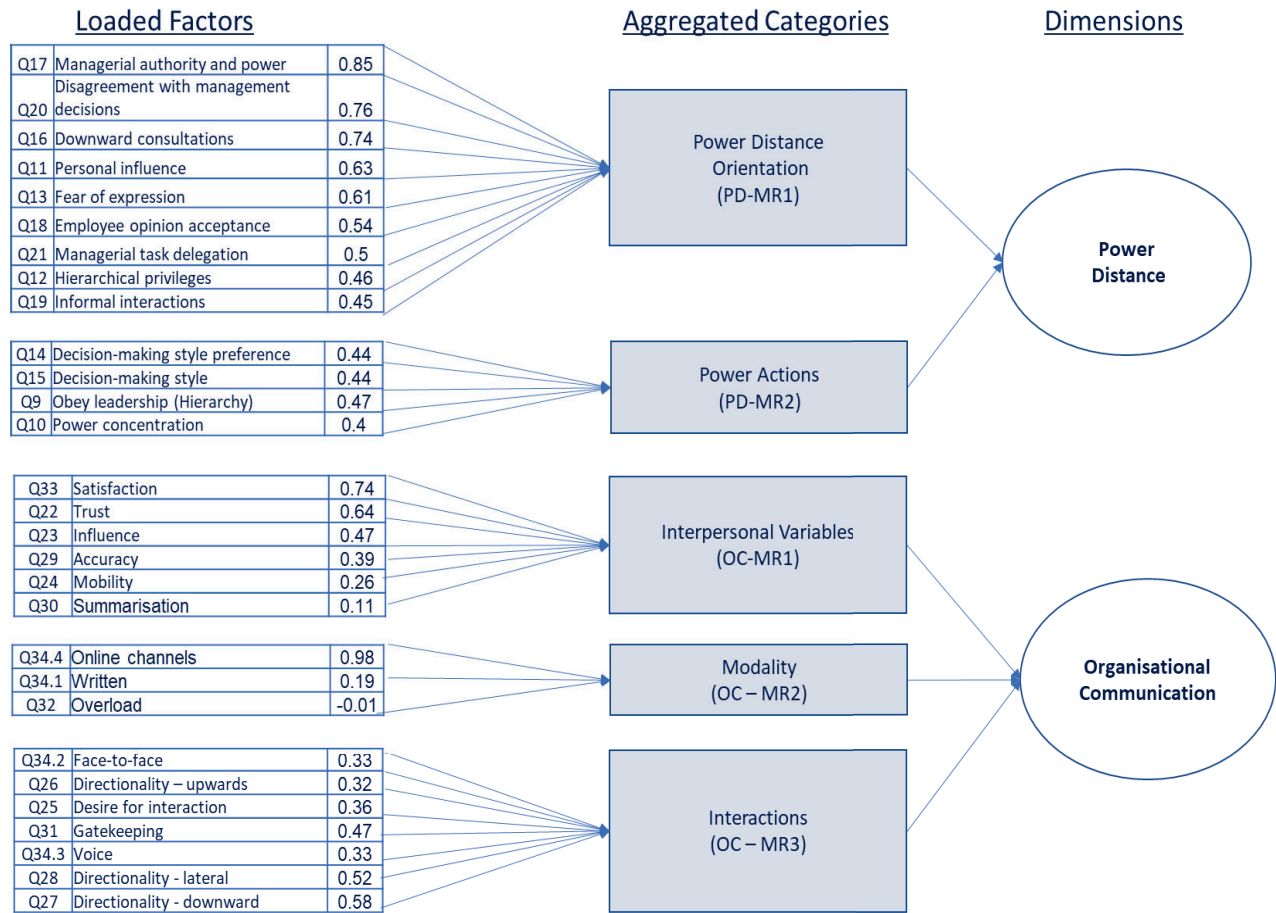 Loaded Factors
Aggregated Categories
Dimensions
Q17 Managerial authority and power 0.85
Disagreement with management
Q20 decisions 0.76
Q16 Downward consultations 0.74
Q11 Personal influence 0.63
Q13 Fear of expression 0.61
Q18 Employee opinion acceptance 0.54
Q21 Managerial task delegation 0.5
Q12 Hierarchical privileges 0.46
Q19 Informal interactions 0.45
Power Distance
Orientation
(PD-MR1)
Power
Distance
Q14 Decision-making style preference 0.44
Q15 Decision-making style 0.44
Q9 Obey leadership (Hierarchy) 0.47
Q10 Power concentration 0.4
Power Actions
(PD-MR2)
Q33 Satisfaction 0.74
Q22 Trust 0.64
Q23 Influence 0.47
Q29 Accuracy 0.39
Q24 Mobility 0.26
Q30 Summarisation 0.11
Interpersonal Variables
(OC-MR1)
Q34.4 Online channels 0.98
Q34.1 Written 0.19
Q32 Overload -0.01
Modality
(OC – MR2)
Organisational
Communication
Q34.2 Face-to-face 0.33
Q26 Directionality – upwards 0.32
Q25 Desire for interaction 0.36
Q31 Gatekeeping 0.47
Q34.3 Voice 0.33
Q28 Directionality - lateral 0.52
Q27 Directionality - downward 0.58
Interactions
(OC – MR3)